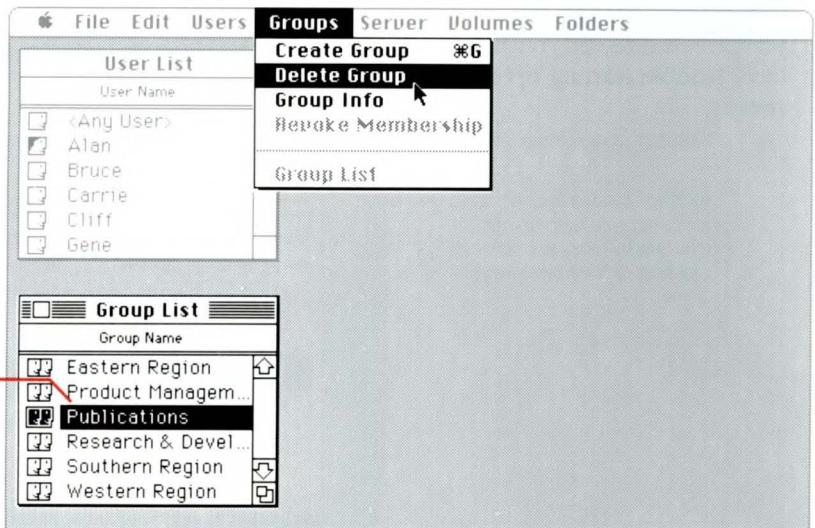 File Edit Users Groups Server Volumes Folders
Create Group ⌘G
Delete Group
Group Info
Revoke Membership
Group List
User List
User Name
<Any User>
Alan
Bruce
Carrie
Cliff
Gene
Group List
Group Name
Eastern Region
Product Managem...
Publications
Research & Devel...
Southern Region
Western Region